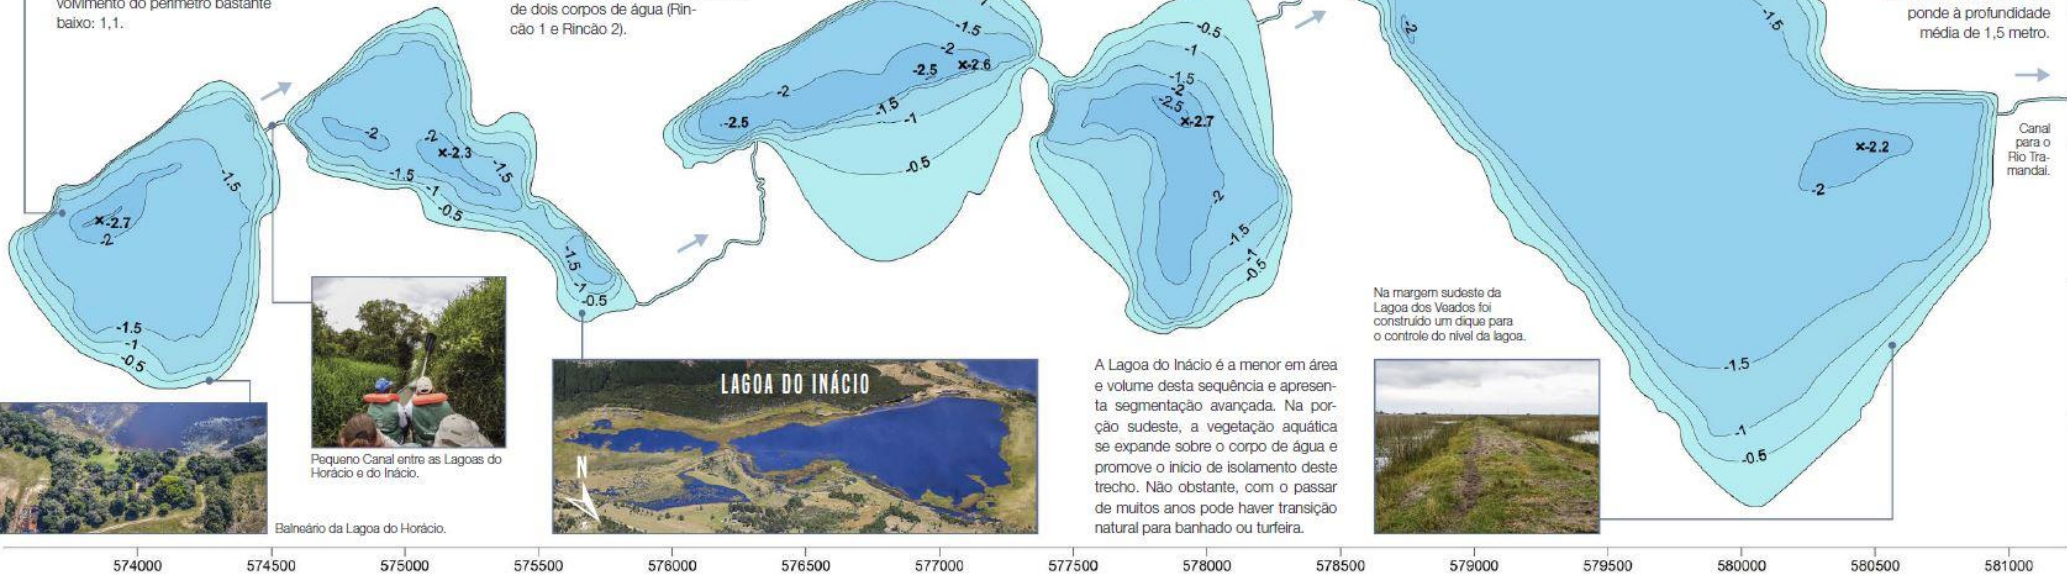 volvimento do perímetro bastante
baixo: 1,1.
de dois corpos de água (Rin-
cão 1 e Rincão 2).
ponde à profundidade
média de 1,5 metro.
-1.5
-2.7
-2
-1.5
-1
-0.5
-2
-2
-2.3
-1.5
-1.5
-1
-0.5
-1.5
-1
-0.5
-1.5
-2
-2.5
-2.6
-2
-2.5
-1.5
-1
-0.5
-0.5
-1
-1.5
-2
-2.5
-2.7
-2
-1.5
-1
-0.5
-2
-1.5
-2.2
-2
-1.5
-1
-0.5
Canal
para o
Rio Tra-
mandaí.
Pequeno Canal entre as Lagoas do
Horácio e do Inácio.
Balneário da Lagoa do Horácio.
LAGOA DO INÁCIO
N
A Lagoa do Inácio é a menor em área
e volume desta sequência e apresen-
ta segmentação avançada. Na por-
ção sudeste, a vegetação aquática
se expande sobre o corpo de água e
promove o início de isolamento deste
trecho. Não obstante, com o passar
de muitos anos pode haver transição
natural para banhado ou turfeira.
Na margem sudeste da
Lagoa dos Veados foi
construído um dique para
o controle do nível da lagoa.
574000 574500 575000 575500 576000 576500 577000 577500 578000 578500 579000 579500 580000 580500 581000